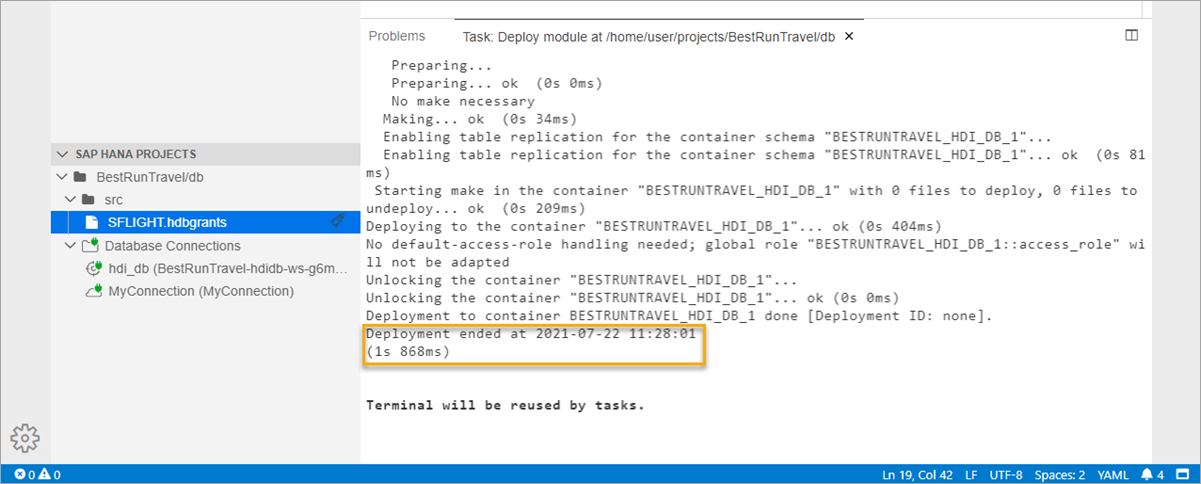 Problems
Task: Deploy module at /home/user/projects/BestRunTravel/db
Preparing...
Preparing... ok (0s 0ms)
No make necessary
Making... ok (0s 34ms)
Enabling table replication for the container schema "BESTRUNTRAVEL_HDI_DB_1"...
Enabling table replication for the container schema "BESTRUNTRAVEL_HDI_DB_1"... ok (0s 81
ms)
Starting make in the container "BESTRUNTRAVEL_HDI_DB_1" with 0 files to deploy, 0 files to
undeploy... ok (0s 209ms)
Deploying to the container "BESTRUNTRAVEL_HDI_DB_1"... ok (0s 404ms)
No default-access-role handling needed; global role "BESTRUNTRAVEL_HDI_DB_1::access_role" wi
ll not be adapted
Unlocking the container "BESTRUNTRAVEL_HDI_DB_1"...
Unlocking the container "BESTRUNTRAVEL_HDI_DB_1"... ok (0s 0ms)
Deployment to container BESTRUNTRAVEL_HDI_DB_1 done [Deployment ID: none].
Deployment ended at 2021-07-22 11:28:01
(1s 868ms)
Terminal will be reused by tasks.
SAP HANA PROJECTS
BestRunTravel/db
src
SFLIGHT.hdbgrants
Database Connections
hdi_db (BestRunTravel-hdidb-ws-g6m...
MyConnection (MyConnection)
0 0
Ln 19, Col 42 LF UTF-8 Spaces: 2 YAML 4